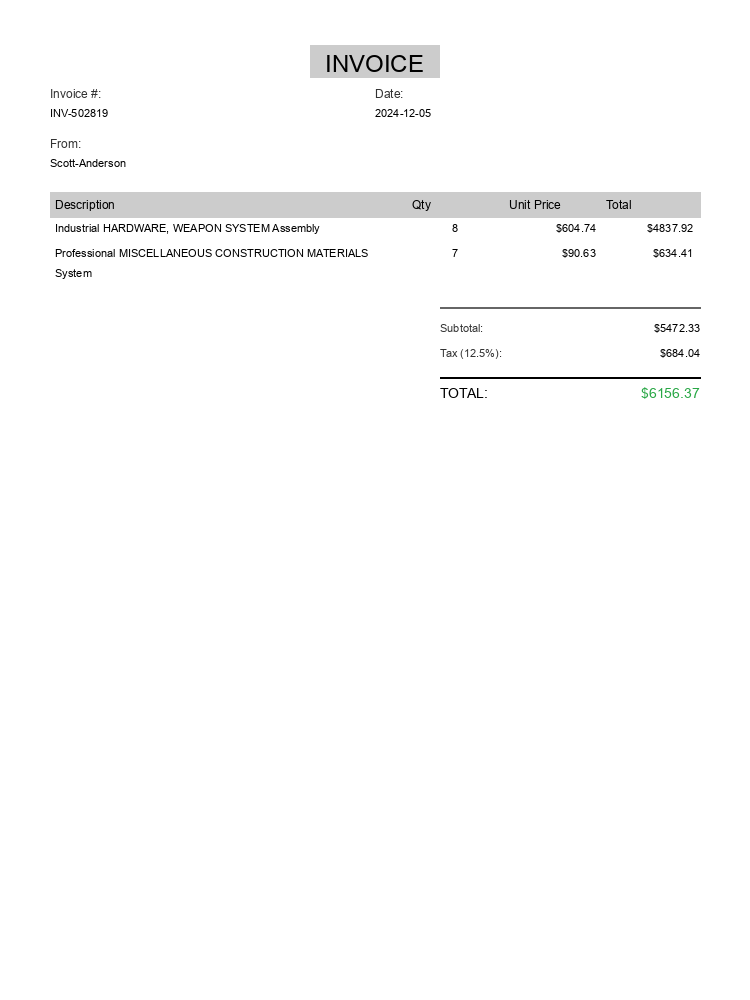 INVOICE
Invoice #: Date:
INV-502819 2024-12-05
From:
Scott-Anderson
Description Qty Unit Price Total
Industrial HARDWARE, WEAPON SYSTEM Assembly 8 $604.74 $4837.92
Professional MISCELLANEOUS CONSTRUCTION MATERIALS 7 $90.63 $634.41
System
Subtotal: $5472.33
Tax (12.5%): $684.04
TOTAL: $6156.37